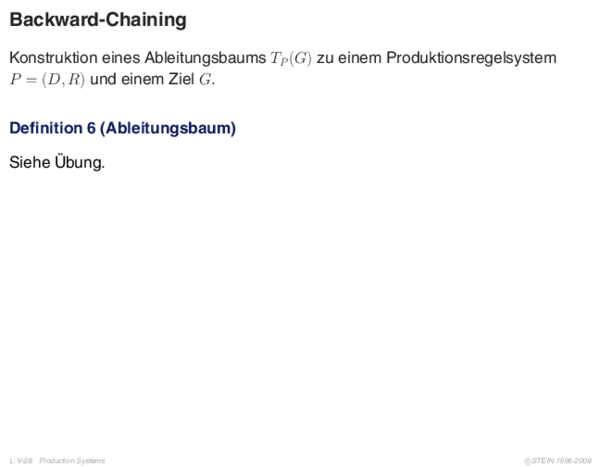 Backward-Chaining
Konstruktion eines Ableitungsbaums T_P(G) zu einem Produktionsregelsystem
P = (D, R) und einem Ziel G.
Definition 6 (Ableitungsbaum)
Siehe Übung.
L: V-28 Production Systems
©STEIN 1996-2008